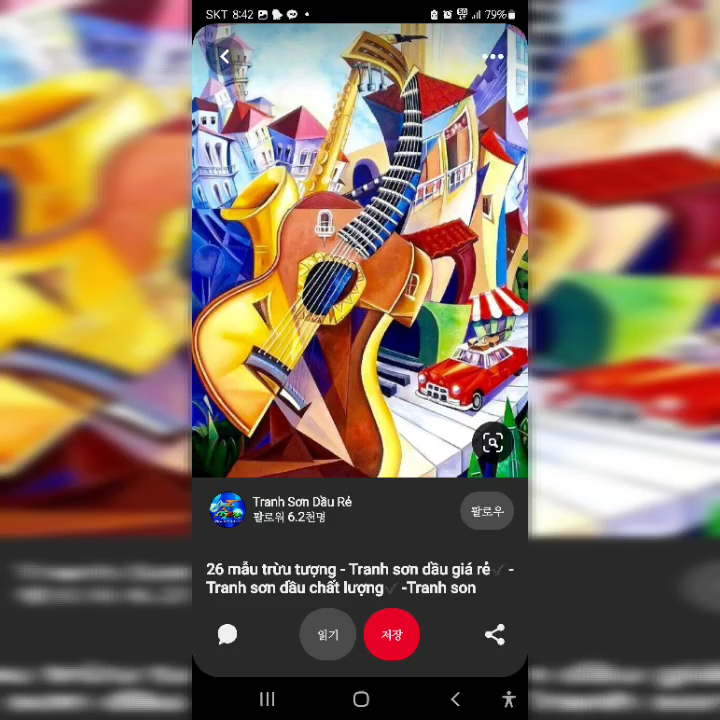 SKT 8:42 79%
Tranh Sơn Dầu Rẻ
팔로워 6.2천명
팔로우
26 mẫu trừu tượng - Tranh sơn dầu giá rẻ✓ -
Tranh sơn dầu chất lượng✓ -Tranh son
읽기
저장